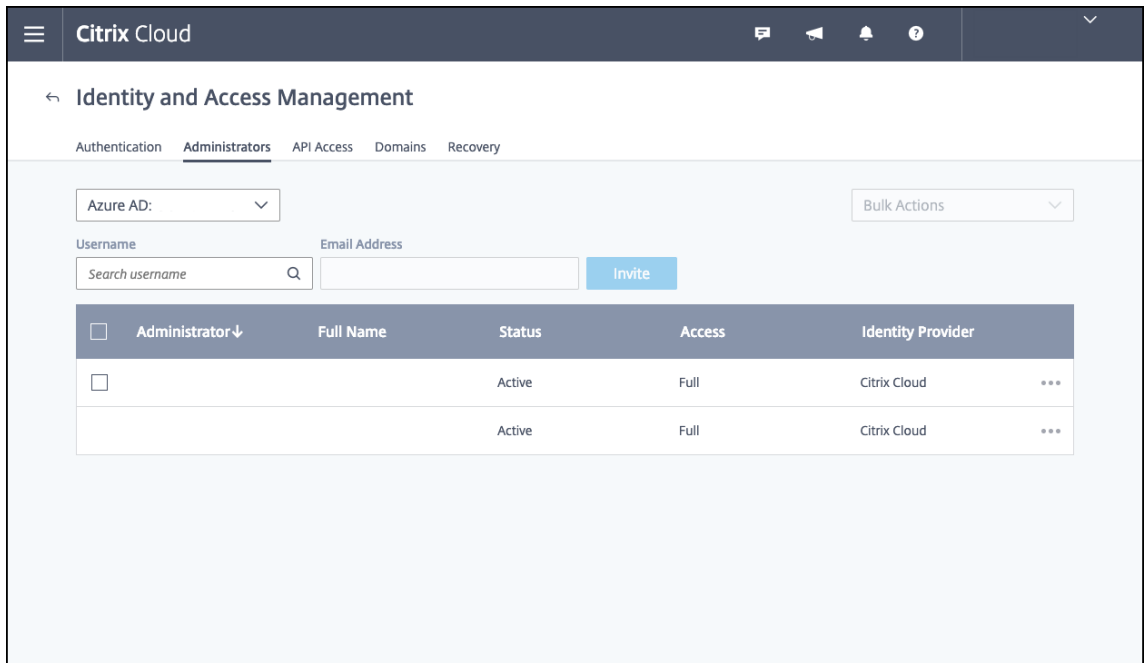 Citrix Cloud
Identity and Access Management
Authentication Administrators API Access Domains Recovery
Azure AD: Bulk Actions
Username Email Address
Search username Invite
Administrator↓ Full Name Status Access Identity Provider
Active Full Citrix Cloud
Active Full Citrix Cloud